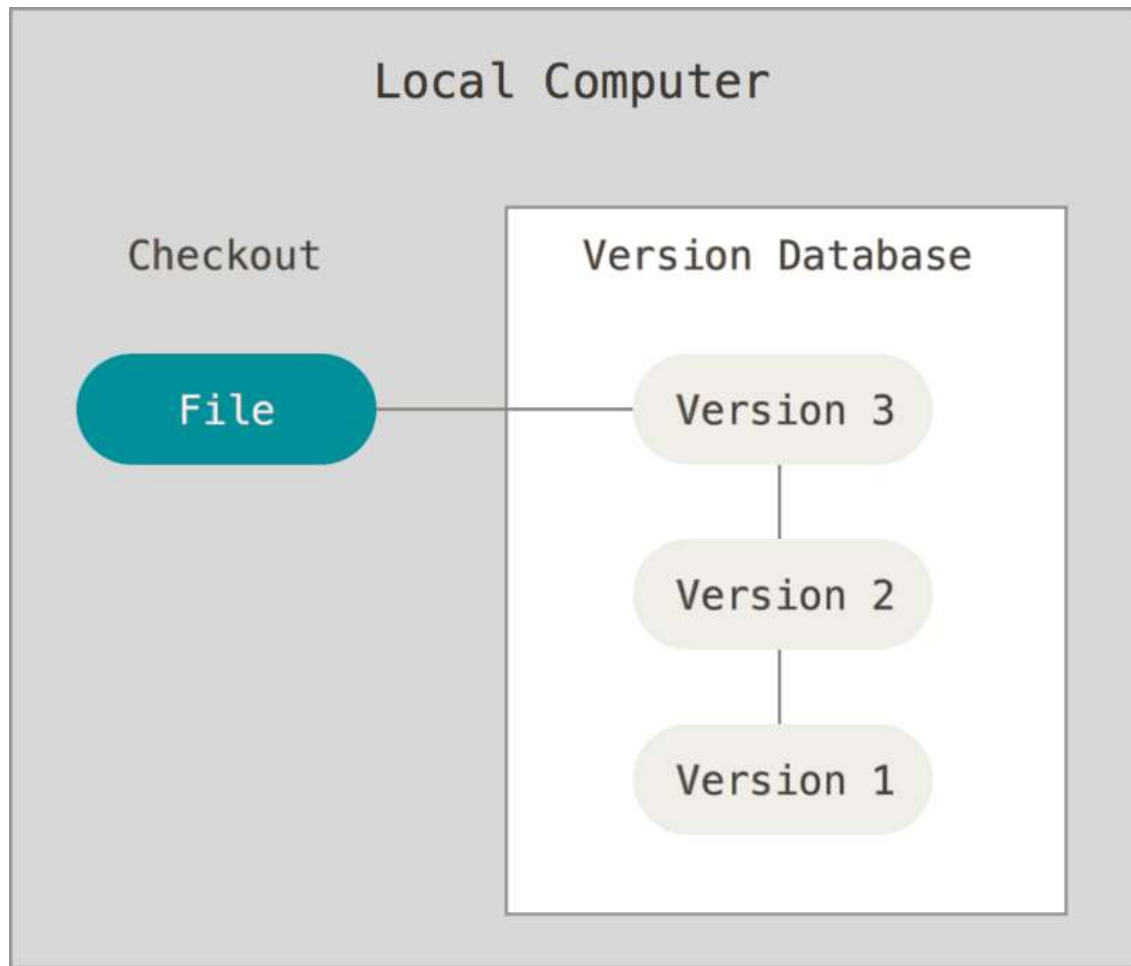 Local Computer
Checkout
Version Database
File
Version 3
Version 2
Version 1